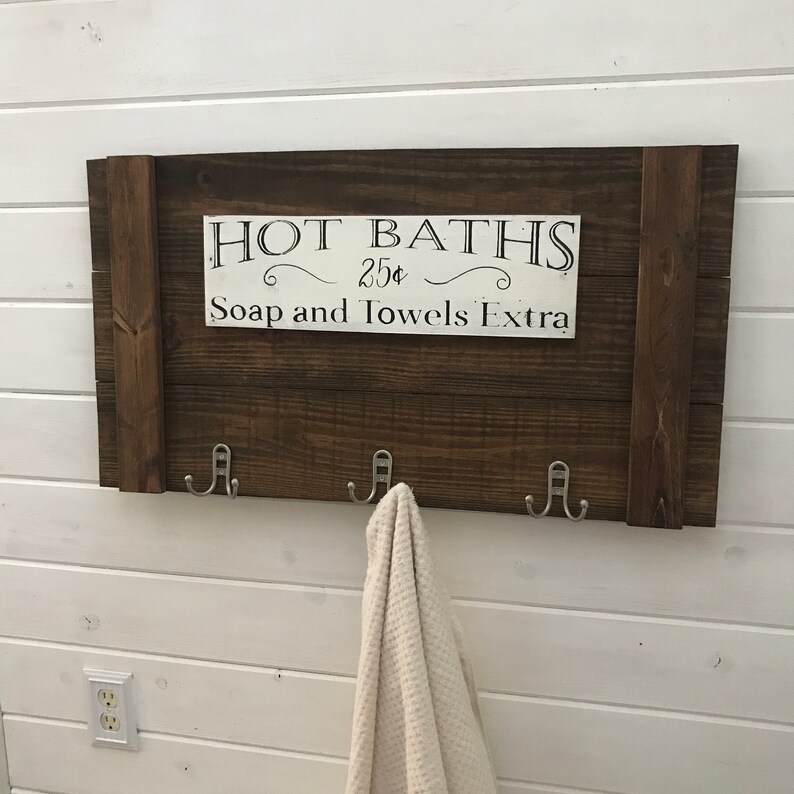 HOT BATHS
25¢
Soap and Towels Extra